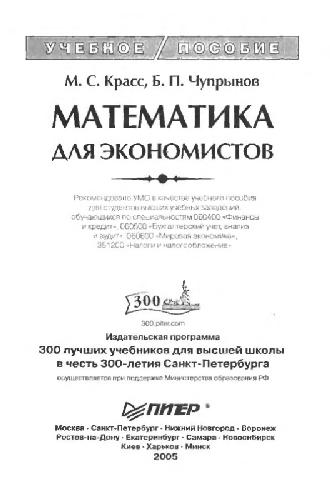 УЧЕБНОЕ ПОСОБИЕ
М. С. Красс, Б. П. Чупрынов
МАТЕМАТИКА
ДЛЯ ЭКОНОМИСТОВ
Рекомендовано УМО в качестве учебного пособия
для студентов высших учебных заведений,
обучающихся по специальностям 060400 «Финансы
и кредит», 060500 «Бухгалтерский учет, анализ
и аудит», 060600 «Мировая экономика»,
351200 «Налоги и налогообложение»
300
300.piter.com
Издательская программа
300 лучших учебников для высшей школы
в честь 300-летия Санкт-Петербурга
осуществляется при поддержке Министерства образования РФ
ПИТЕР®
Москва · Санкт-Петербург · Нижний Новгород · Воронеж
Ростов-на-Дону · Екатеринбург · Самара · Новосибирск
Киев · Харьков · Минск
2005